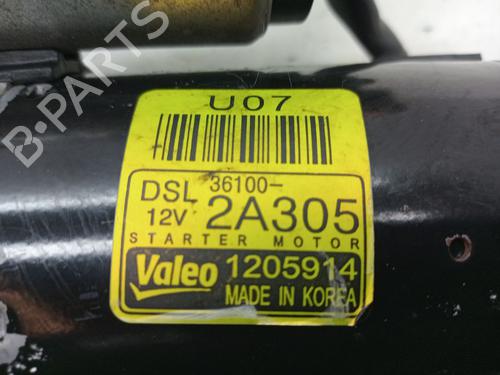 B-PARTS
U07
DSL 36100-
12V 2A305
STARTER MOTOR
Valeo 1205914
MADE IN KOREA